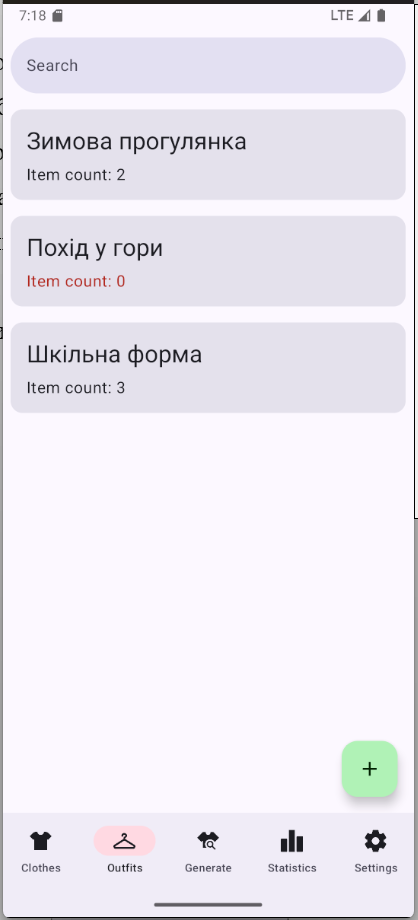 7:18 LTE
Search
Зимова прогулянка
Item count: 2
Похід у гори
Item count: 0
Шкільна форма
Item count: 3
+
Clothes Outfits Generate Statistics Settings